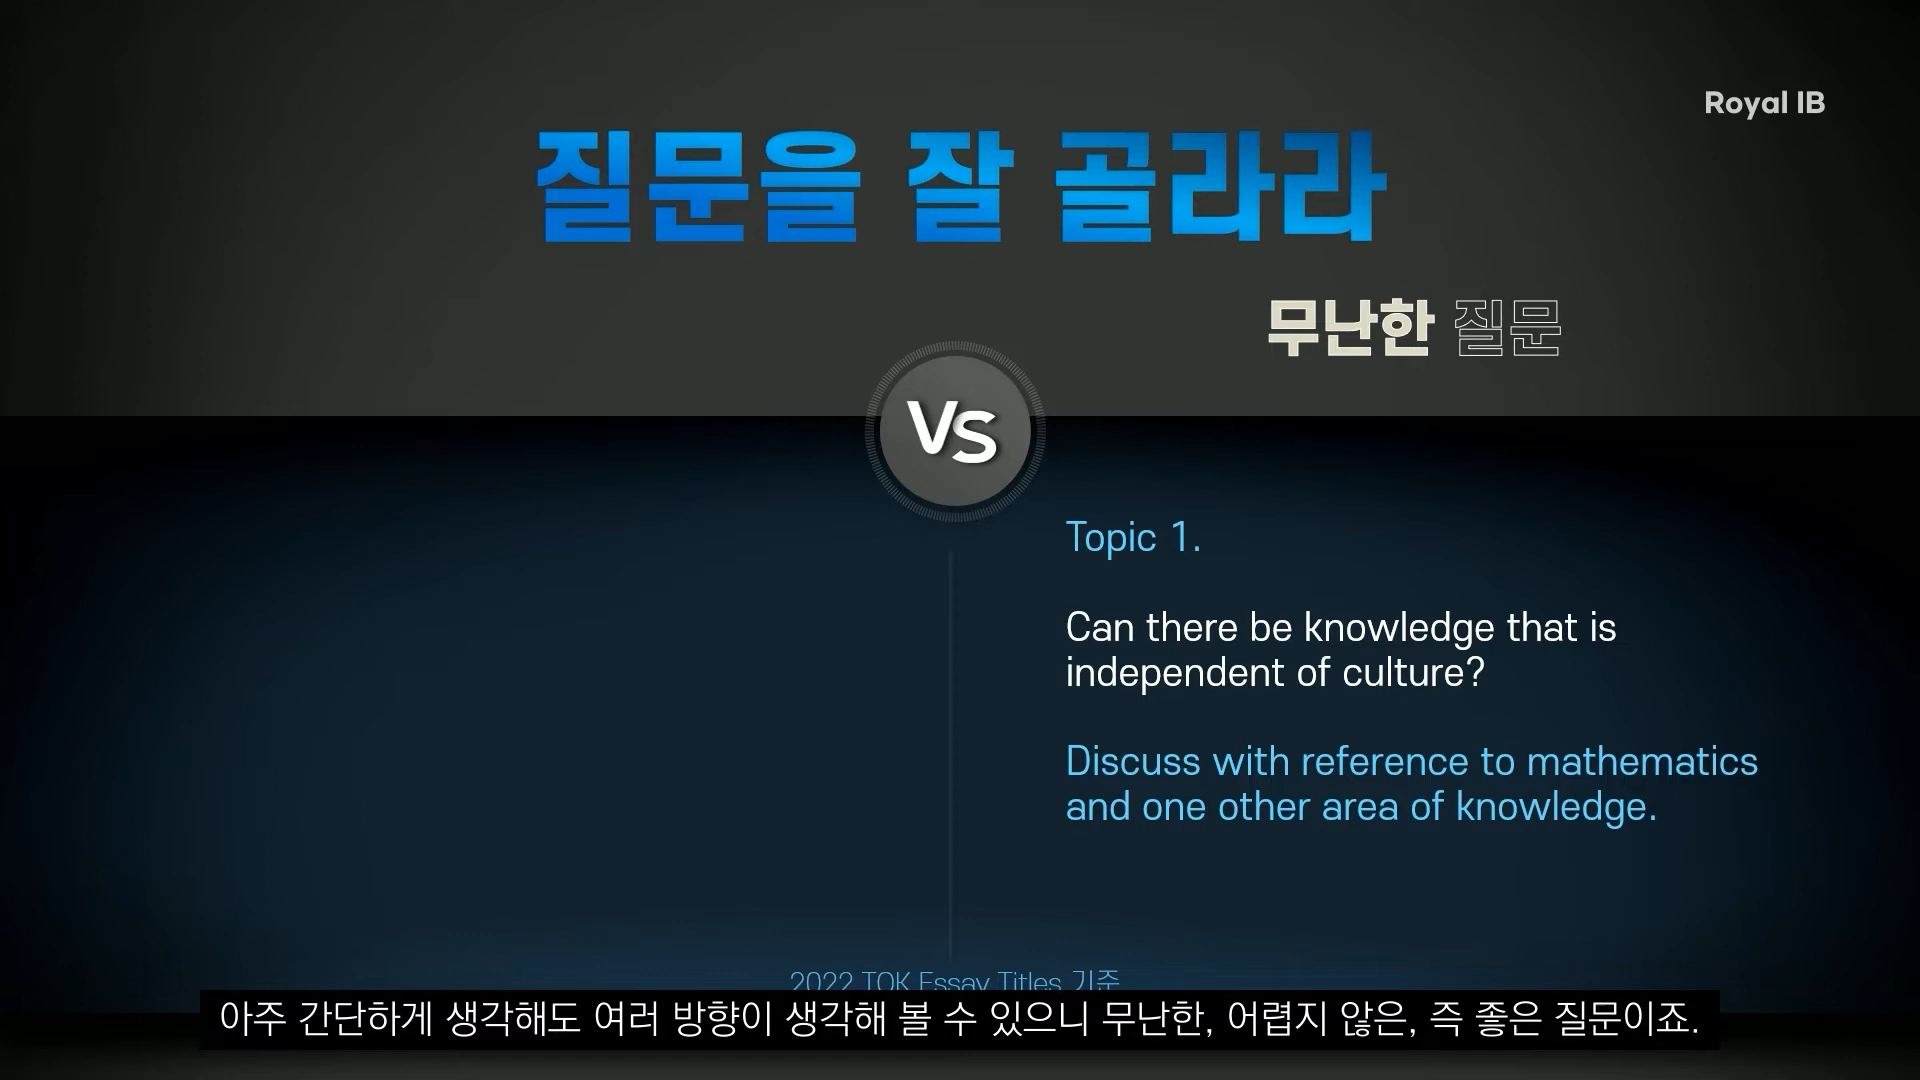 Royal IB
질문을 잘 골라라
무난한 질문
VS
Topic 1.
Can there be knowledge that is
independent of culture?
Discuss with reference to mathematics
and one other area of knowledge.
2022 TOK Essay Titles 기준
아주 간단하게 생각해도 여러 방향이 생각해 볼 수 있으니 무난한, 어렵지 않은, 즉 좋은 질문이죠.